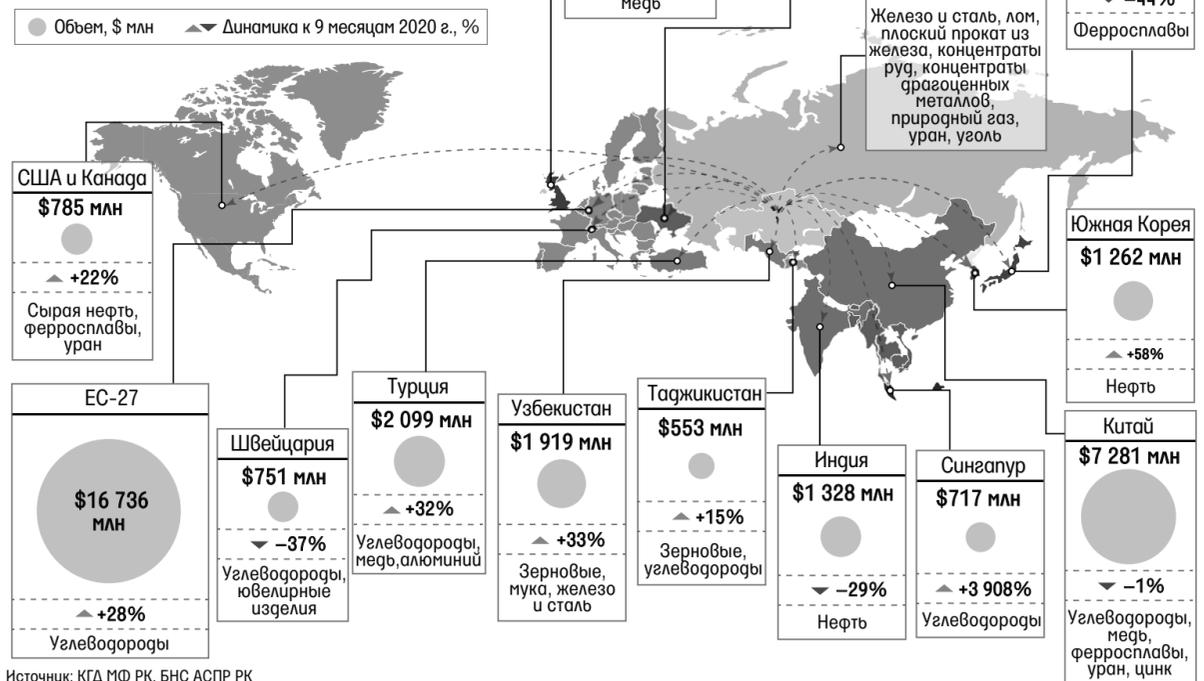 медь
Объем, $ млн
Динамика к 9 месяцам 2020 г., %
Железо и сталь, лом,
плоский прокат из
железа, концентраты
руд, концентраты
драгоценных
металлов,
природный газ,
уран, уголь
–44%
Ферросплавы
США и Канада
$785 млн
+22%
Сырая нефть,
ферросплавы,
уран
Южная Корея
$1 262 млн
+58%
Нефть
ЕС-27
$16 736
млн
+28%
Углеводороды
Швейцария
$751 млн
–37%
Углеводороды,
ювелирные
изделия
Турция
$2 099 млн
+32%
Углеводороды,
медь,алюминий
Узбекистан
$1 919 млн
+33%
Зерновые,
мука, железо
и сталь
Таджикистан
$553 млн
+15%
Зерновые,
углеводороды
Индия
$1 328 млн
–29%
Нефть
Сингапур
$717 млн
+3 908%
Углеводороды
Китай
$7 281 млн
–1%
Углеводороды,
медь,
ферросплавы,
уран, цинк
Источник: КГД МФ РК, БНС АСПР РК